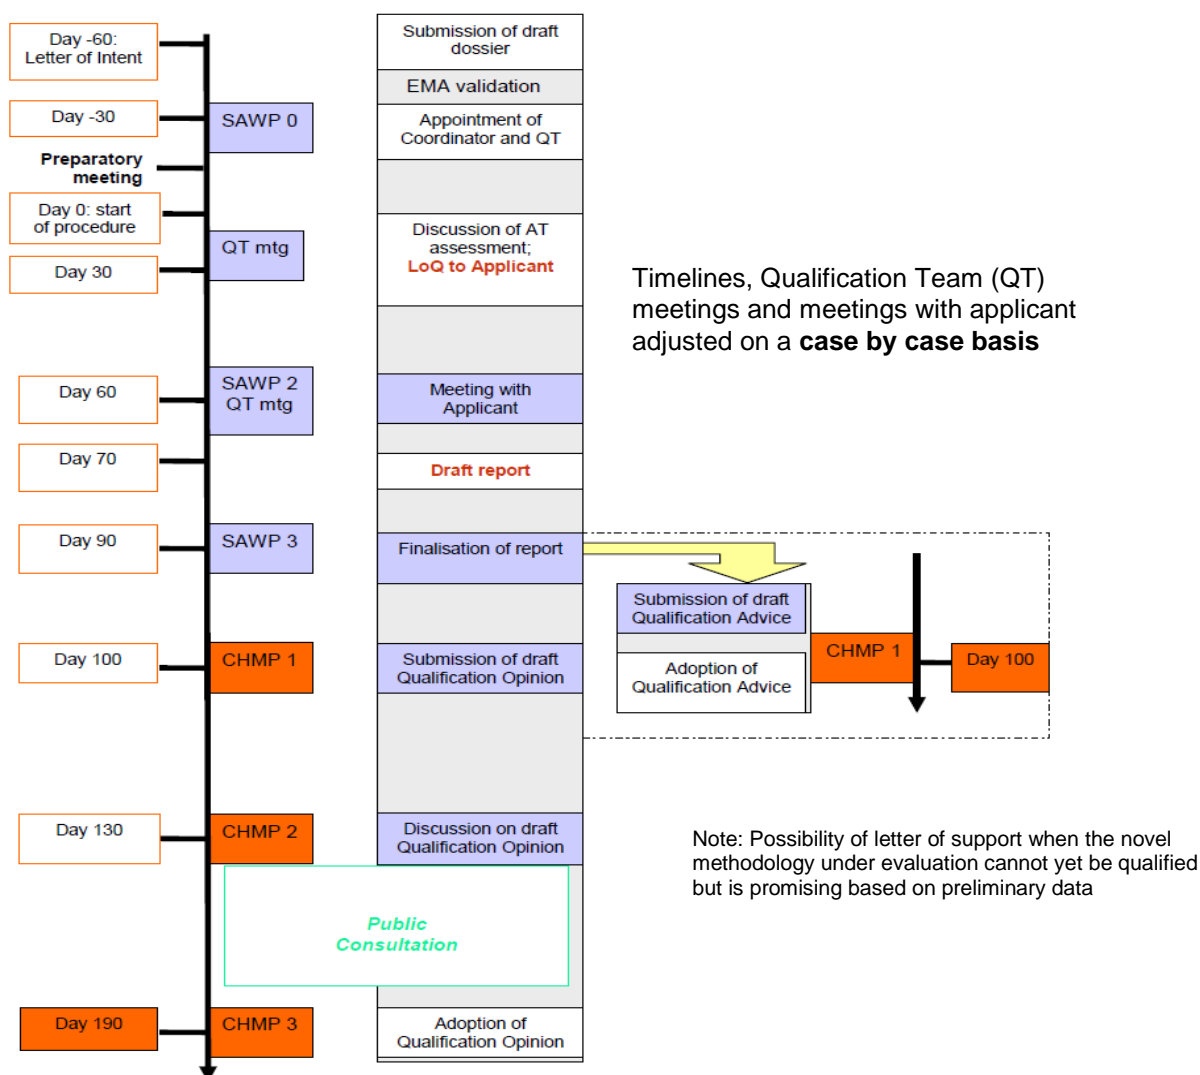 Day -60:
Letter of Intent
Submission of draft
dossier
EMA validation
Day -30
SAWP 0
Appointment of
Coordinator and QT
Preparatory
meeting
Day 0: start
of procedure
QT mtg
Day 30
Discussion of AT
assessment;
LoQ to Applicant
Timelines, Qualification Team (QT)
meetings and meetings with applicant
adjusted on a case by case basis
Day 60
SAWP 2
QT mtg
Meeting with
Applicant
Day 70
Draft report
Day 90
SAWP 3
Finalisation of report
Submission of draft
Qualification Advice
Adoption of
Qualification Advice
CHMP 1
Day 100
Day 100
CHMP 1
Submission of draft
Qualification Opinion
Day 130
CHMP 2
Discussion on draft
Qualification Opinion
Note: Possibility of letter of support when the novel
methodology under evaluation cannot yet be qualified
but is promising based on preliminary data
Public
Consultation
Day 190
CHMP 3
Adoption of
Qualification Opinion